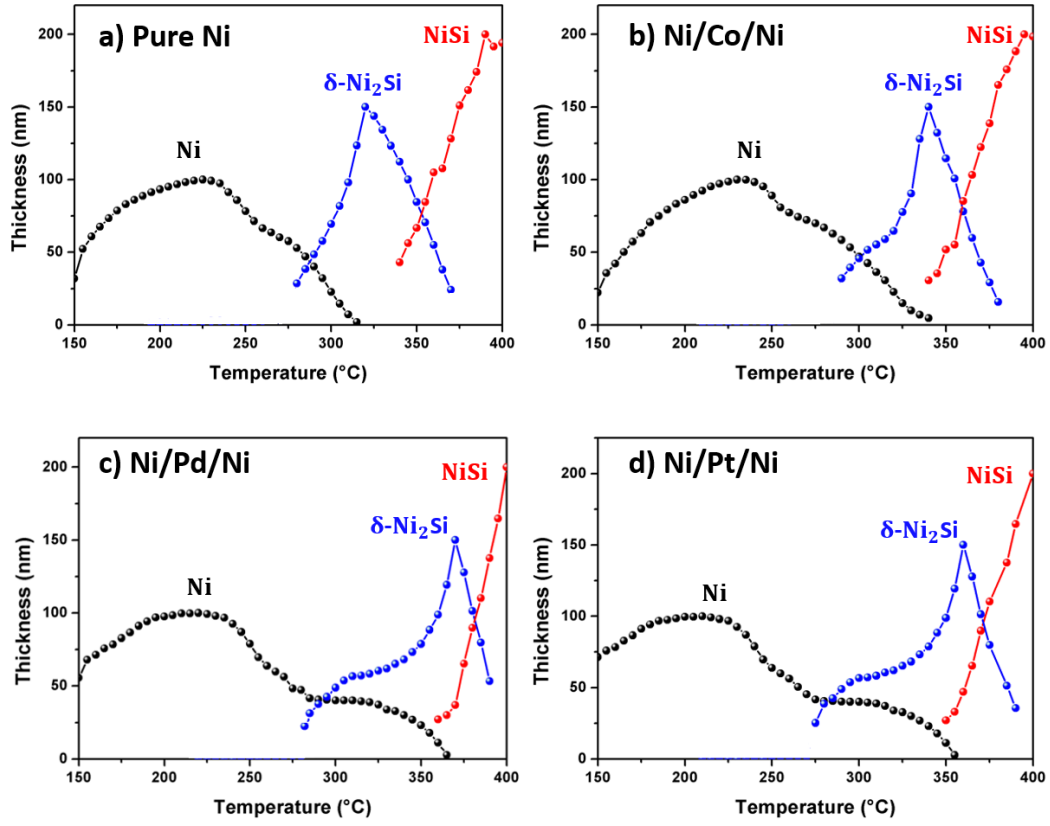 a) Pure Ni
NiSi
δ-Ni₂Si
Ni
Thickness (nm)
200
150
100
50
0
150 200 250 300 350 400
Temperature (°C)
b) Ni/Co/Ni
NiSi
δ-Ni₂Si
Ni
Thickness (nm)
200
150
100
50
0
150 200 250 300 350 400
Temperature (°C)
c) Ni/Pd/Ni
NiSi
δ-Ni₂Si
Ni
Thickness (nm)
200
150
100
50
0
150 200 250 300 350 400
Temperature (°C)
d) Ni/Pt/Ni
NiSi
δ-Ni₂Si
Ni
Thickness (nm)
200
150
100
50
0
150 200 250 300 350 400
Temperature (°C)